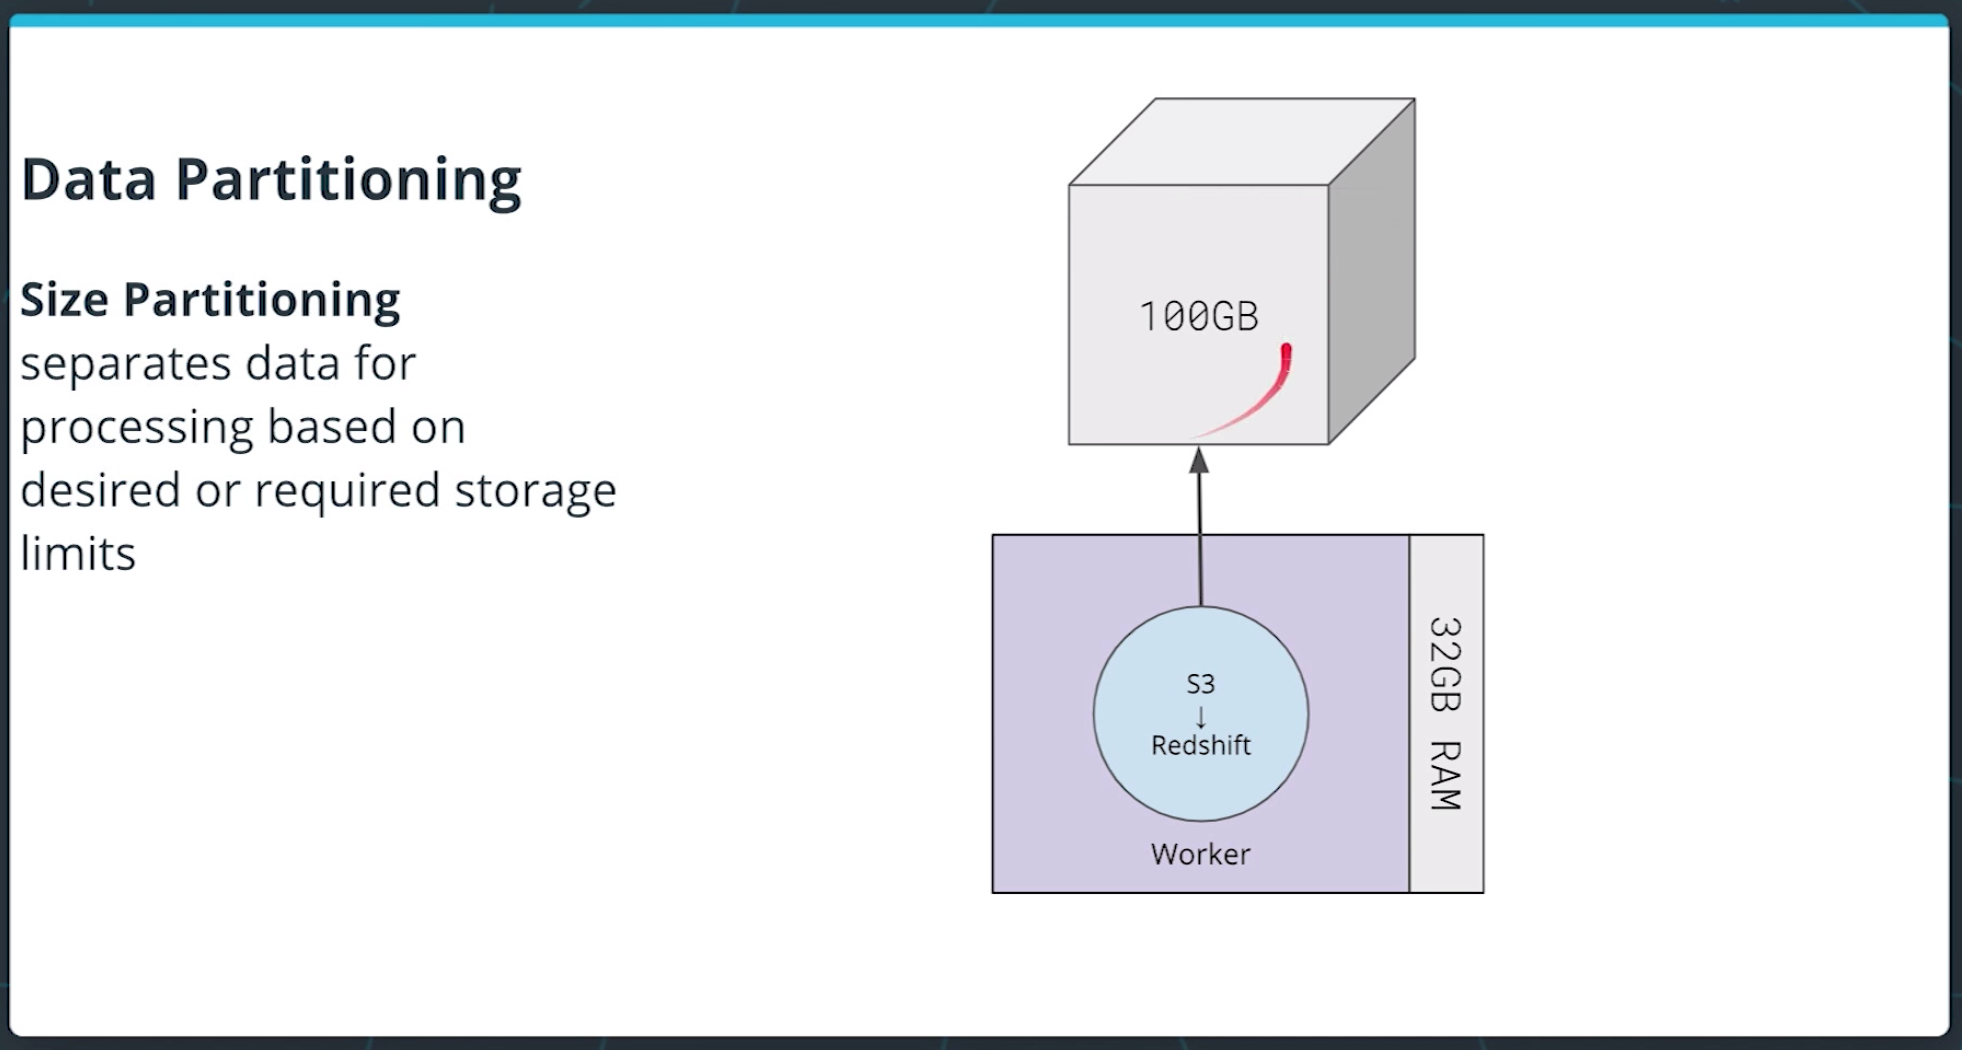 Data Partitioning
Size Partitioning
separates data for
processing based on
desired or required storage
limits
100GB
S3
↓
Redshift
Worker
32GB RAM